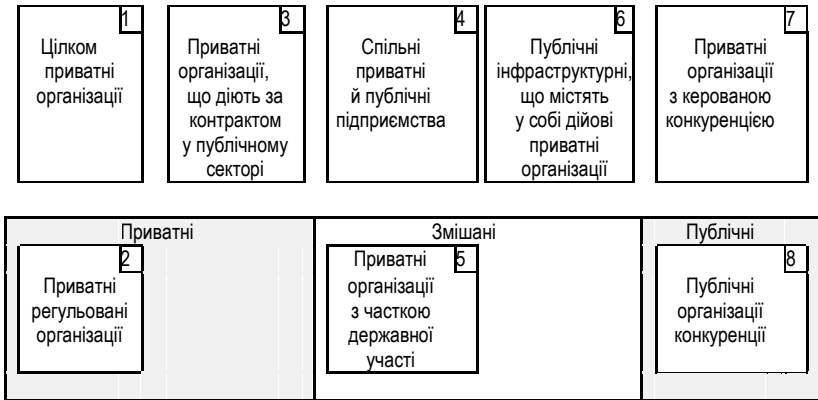 1
Цілком
приватні
організації
3
Приватні
організації,
що діють за
контрактом
у публічному
секторі
4
Спільні
приватні
й публічні
підприємства
6
Публічні
інфраструктурні,
що містять
у собі дійові
приватні
організації
7
Приватні
організації
з керованою
конкуренцією
Приватні
Змішані
Публічні
2
Приватні
регульовані
організації
5
Приватні
організації
з часткою
державної
участі
8
Публічні
організації
конкуренції